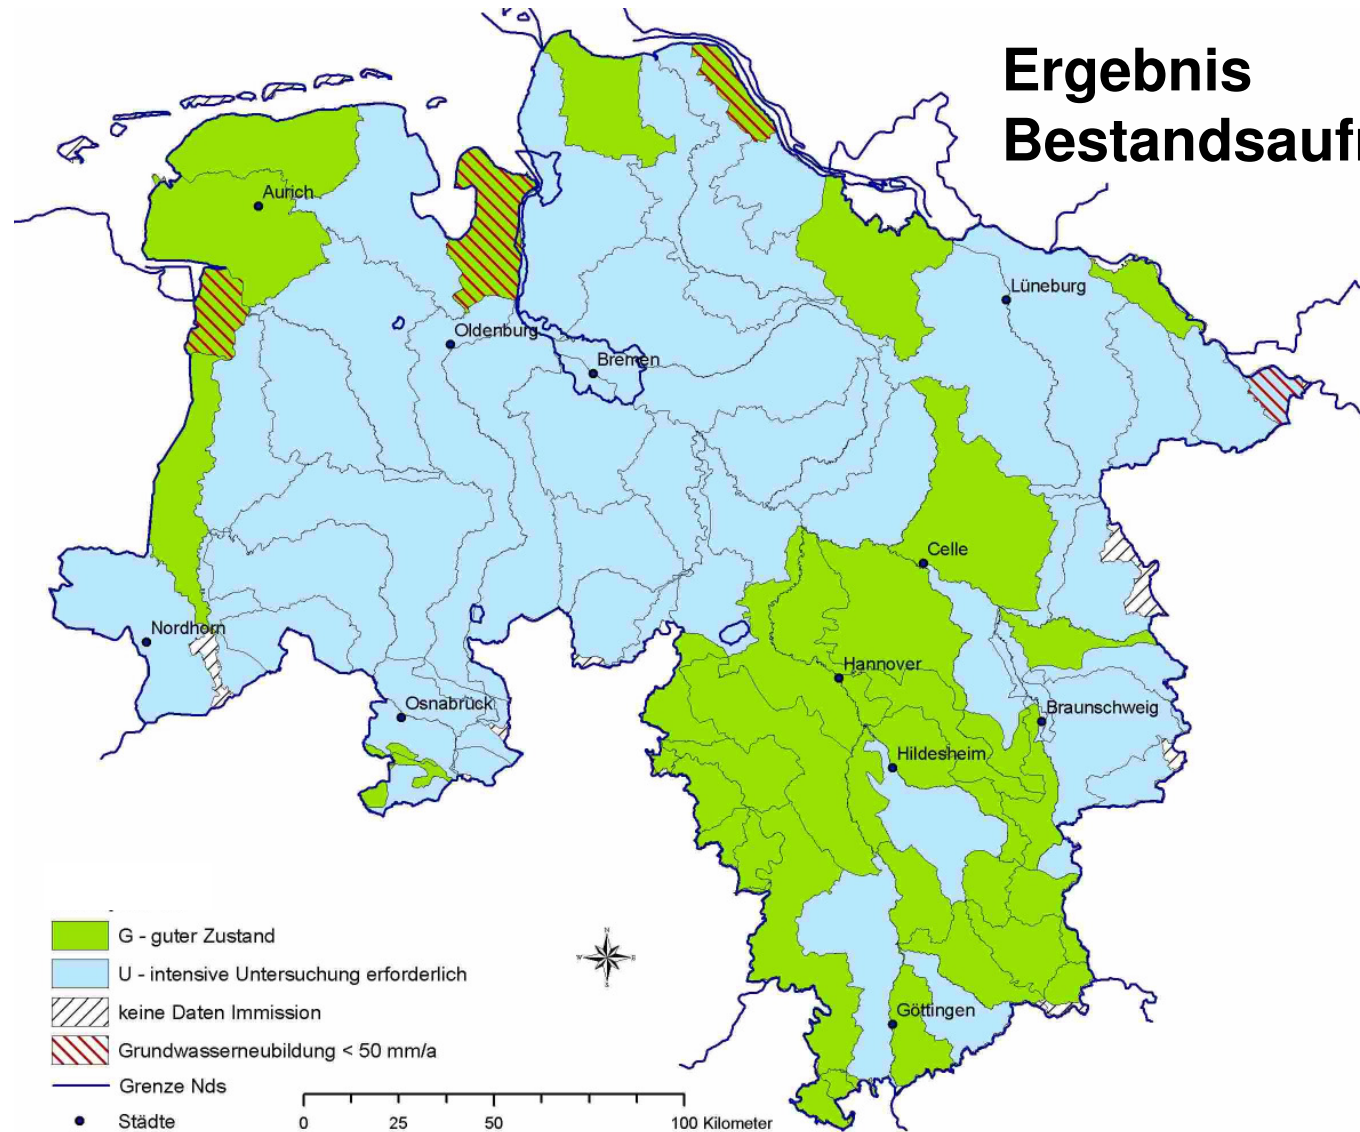 Ergebnis
Bestandsauf
Aurich
Lüneburg
Oldenburg
Bremen
Celle
Nordhorn
Hannover
Osnabrück
Braunschweig
Hildesheim
Göttingen
G - guter Zustand
U - intensive Untersuchung erforderlich
keine Daten Immission
Grundwasserneubildung < 50 mm/a
Grenze Nds
Städte
N
W E
S
0 25 50 100 Kilometer